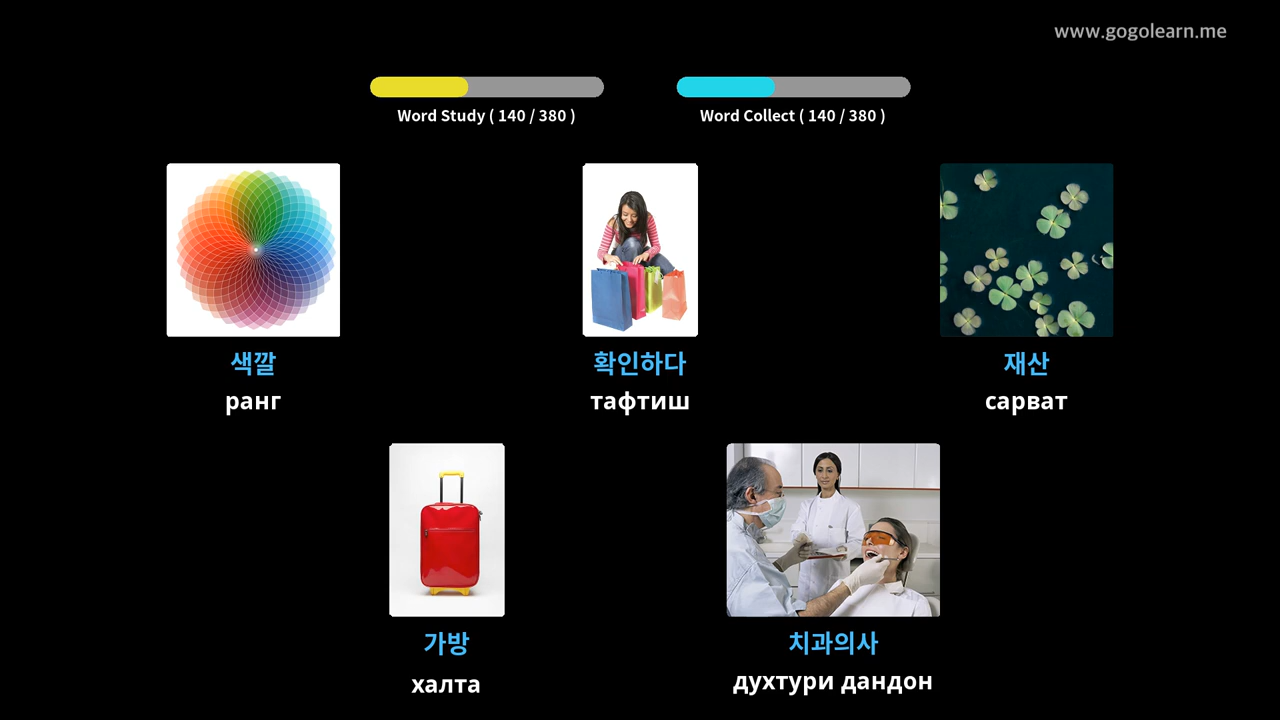 www.gogolearn.me
Word Study ( 140 / 380 )
Word Collect ( 140 / 380 )
색깔
ранг
확인하다
тафтиш
재산
сарват
가방
халта
치과의사
духтури дандон